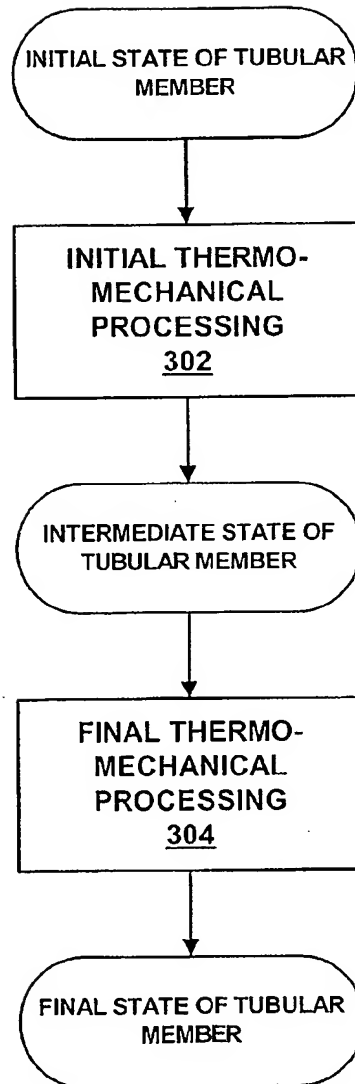 INITIAL STATE OF TUBULAR
MEMBER
INITIAL THERMO-
MECHANICAL
PROCESSING
302
INTERMEDIATE STATE OF
TUBULAR MEMBER
FINAL THERMO-
MECHANICAL
PROCESSING
304
FINAL STATE OF TUBULAR
MEMBER